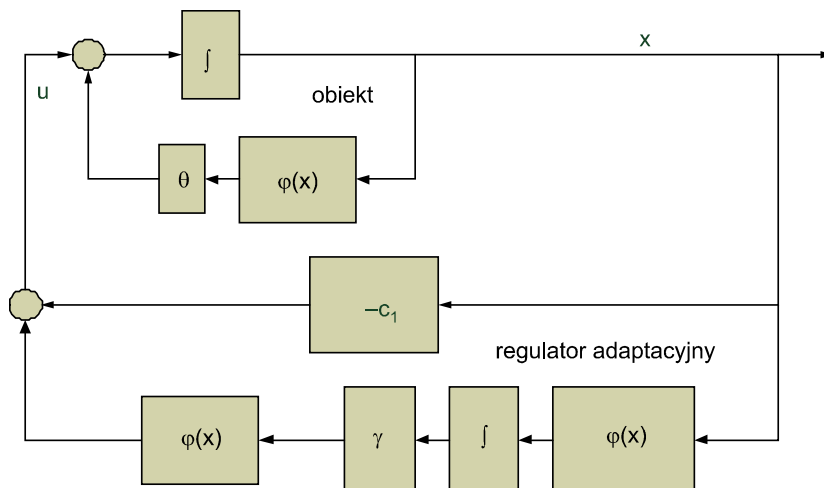 x
∫
u
obiekt
θ
φ(x)
–c₁
regulator adaptacyjny
φ(x)
γ
∫
φ(x)